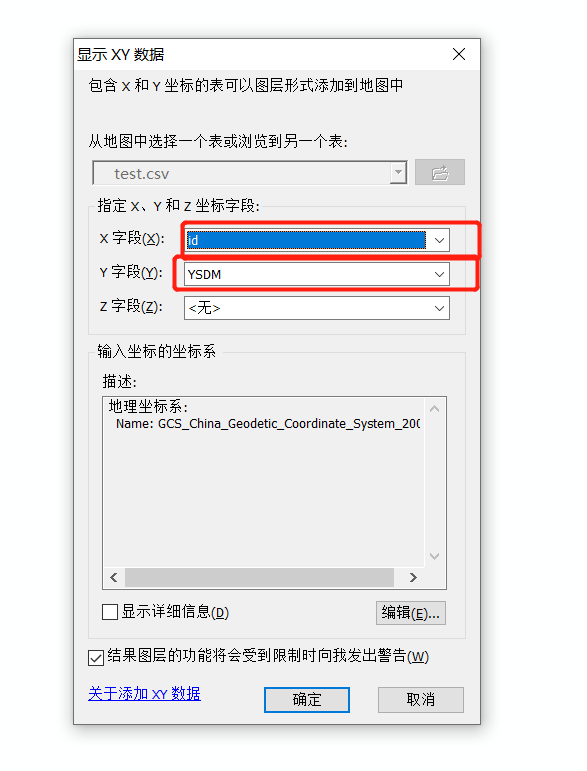 显示 XY 数据
包含 X 和 Y 坐标的表可以图层形式添加到地图中
从地图中选择一个表或浏览到另一个表:
test.csv
指定 X、Y 和 Z 坐标字段:
X 字段(X): id
Y 字段(Y): YSDM
Z 字段(Z): <无>
输入坐标的坐标系
描述:
地理坐标系:
Name: GCS_China_Geodetic_Coordinate_System_200
显示详细信息(D)
编辑(E)...
结果图层的功能将会受到限制时向我发出警告(W)
关于添加 XY 数据
确定 取消